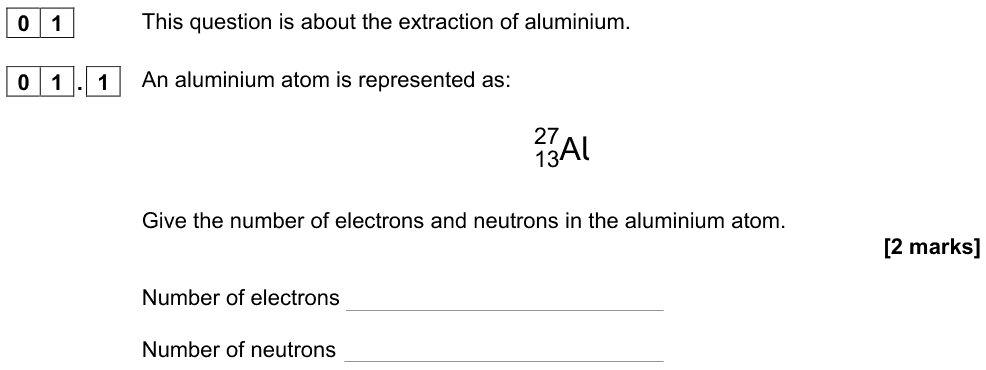 0 1 This question is about the extraction of aluminium.
0 1 . 1 An aluminium atom is represented as:
27
13 Al
Give the number of electrons and neutrons in the aluminium atom.
[2 marks]
Number of electrons
Number of neutrons